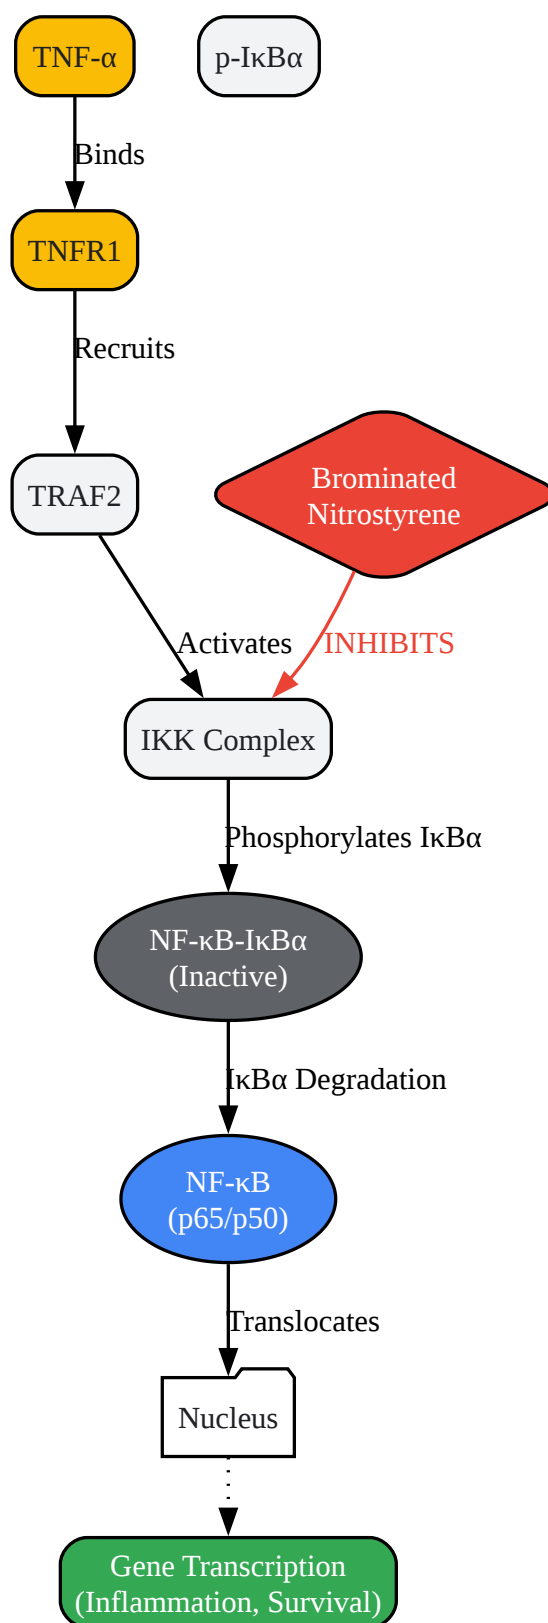 TNF-α
p-IκBα
Binds
TNFR1
Recruits
TRAF2
Brominated
Nitrostyrene
Activates
INHIBITS
IKK Complex
Phosphorylates IκBα
NF-κB-IκBα
(Inactive)
IκBα Degradation
NF-κB
(p65/p50)
Translocates
Nucleus
Gene Transcription
(Inflammation, Survival)